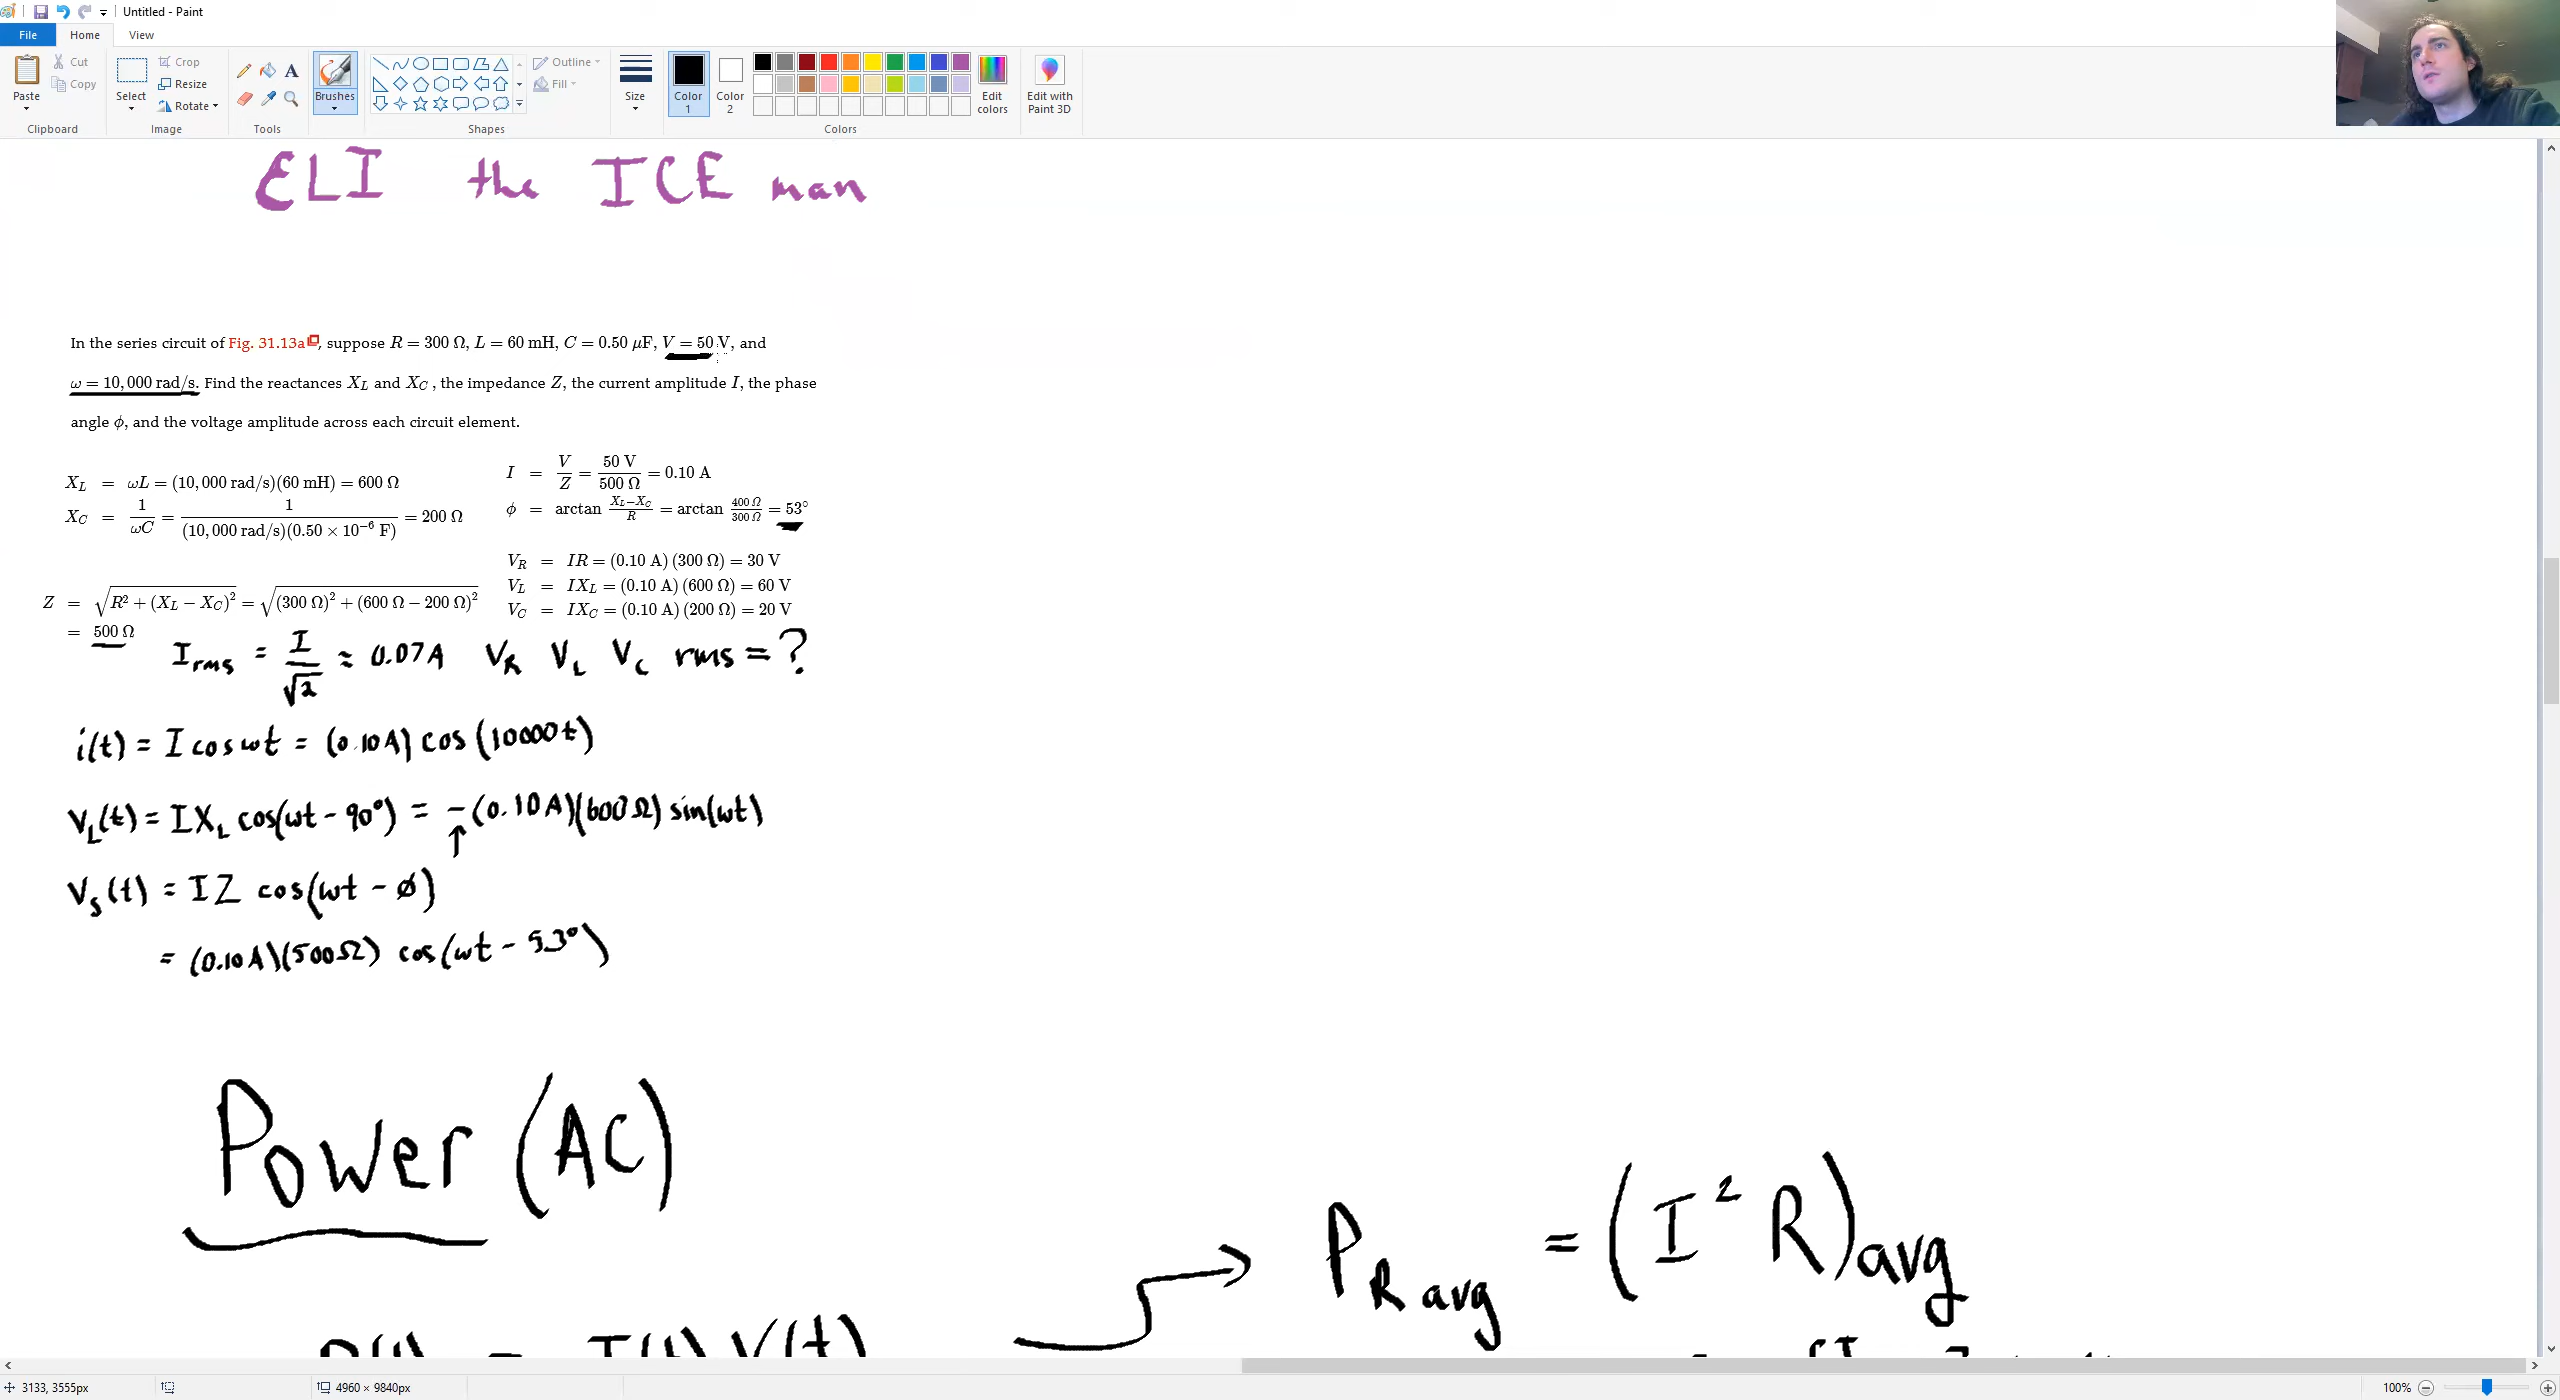 Untitled - Paint
File Home View
Paste Cut Copy Select Crop Resize Rotate A Brushes Outline Fill Size Color 1 Color 2 Edit colors Edit with Paint 3D
Clipboard Image Tools Shapes Colors
ELI the ICE man
In the series circuit of Fig. 31.13a, suppose R = 300 Ω, L = 60 mH, C = 0.50 μF, V = 50 V, and
ω = 10,000 rad/s. Find the reactances X_L and X_C , the impedance Z, the current amplitude I, the phase
angle ϕ, and the voltage amplitude across each circuit element.
X_L = ωL = (10,000 rad/s)(60 mH) = 600 Ω
X_C = 1/(ωC) = 1/((10,000 rad/s)(0.50 × 10^−6 F)) = 200 Ω
Z = √(R² + (X_L − X_C)²) = √((300 Ω)² + (600 Ω − 200 Ω)²)
= 500 Ω
I = V/Z = 50 V/500 Ω = 0.10 A
ϕ = arctan (X_L−X_C)/R = arctan 400 Ω/300 Ω = 53°
V_R = IR = (0.10 A) (300 Ω) = 30 V
V_L = IX_L = (0.10 A) (600 Ω) = 60 V
V_C = IX_C = (0.10 A) (200 Ω) = 20 V
I_rms = I/√2 ≈ 0.07A V_R V_L V_C rms = ?
i(t) = I cos ωt = (0.10A) cos (10000t)
V_L(t) = IX_L cos(ωt - 90°) = -(0.10A)(600Ω) sin(ωt)
V_S(t) = IZ cos(ωt - ϕ)
= (0.10A)(500Ω) cos(ωt - 53°)
Power (AC)
P_R avg = (I² R)avg
3133, 3555px 4960 × 9840px 100%